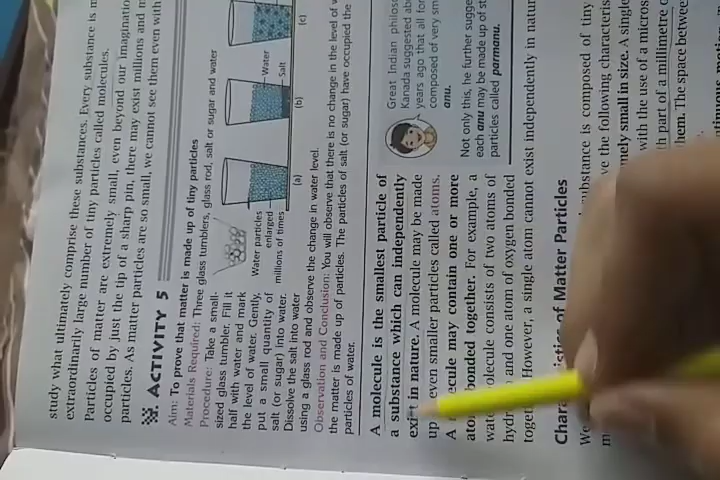 study what ultimately comprise these substances. Every substance is m
extraordinarily large number of tiny particles called molecules.
Particles of matter are extremely small, even beyond our imaginatio
occupied by just the tip of a sharp pin, there may exist millions and m
particles. As matter particles are so small, we cannot see them even with
ACTIVITY 5
Aim: To prove that matter is made up of tiny particles
Materials Required: Three glass tumblers, glass rod, salt or sugar and water
Procedure: Take a small-
sized glass tumbler. Fill it
half with water and mark
the level of water. Gently,
put a small quantity of
salt (or sugar) into water.
Dissolve the salt into water
using a glass rod and observe the change in water level.
Water particles
enlarged
millions of times
Water
Salt
(a)
(b)
(c)
Observation and Conclusion: You will observe that there is no change in the level of
the matter is made up of particles. The particles of salt (or sugar) have occupied the
particles of water.
A molecule is the smallest particle of
a substance which can independently
exist in nature. A molecule may be made
up even smaller particles called atoms.
A ecule may contain one or more
ato bonded together. For example, a
wat olecule consists of two atoms of
hydr and one atom of oxygen bonded
toget However, a single atom cannot exist independently in natur
Great Indian philoso
Kanada suggested ab
years ago that all for
composed of very sm
anu.
Not only this, he further sugge
each anu may be made up of st
particles called parmanu.
Chara istics of Matter Particles
We ubstance is composed of tiny
m ve the following characteris
mely small in size. A single
with the use of a micros
h part of a millimetre
hem. The space between